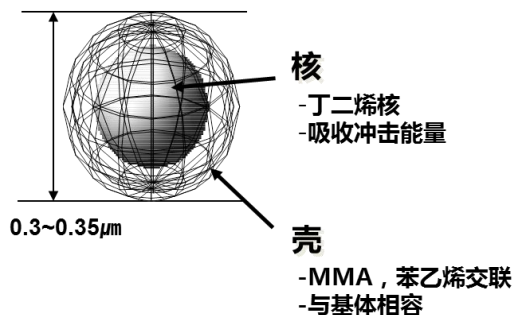 核
-丁二烯核
-吸收冲击能量
0.3~0.35μm
壳
-MMA，苯乙烯交联
-与基体相容